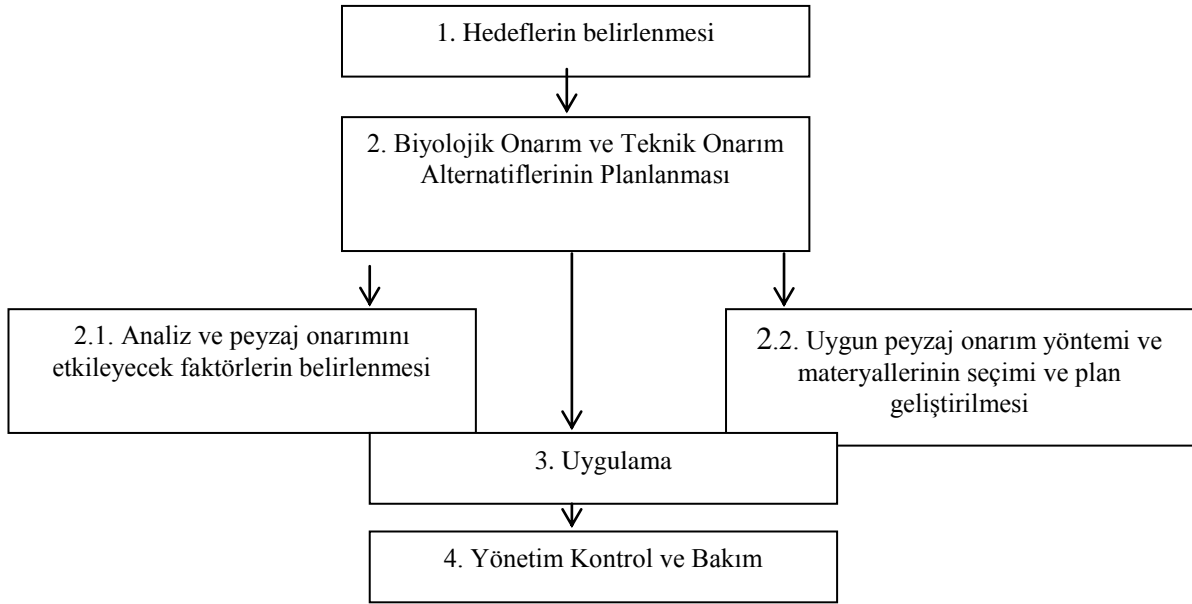 1. Hedeflerin belirlenmesi
2. Biyolojik Onarım ve Teknik Onarım
Alternatiflerinin Planlanması
2.1. Analiz ve peyzaj onarımını
etkileyecek faktörlerin belirlenmesi
2.2. Uygun peyzaj onarım yöntemi ve
materyallerinin seçimi ve plan
geliştirilmesi
3. Uygulama
4. Yönetim Kontrol ve Bakım